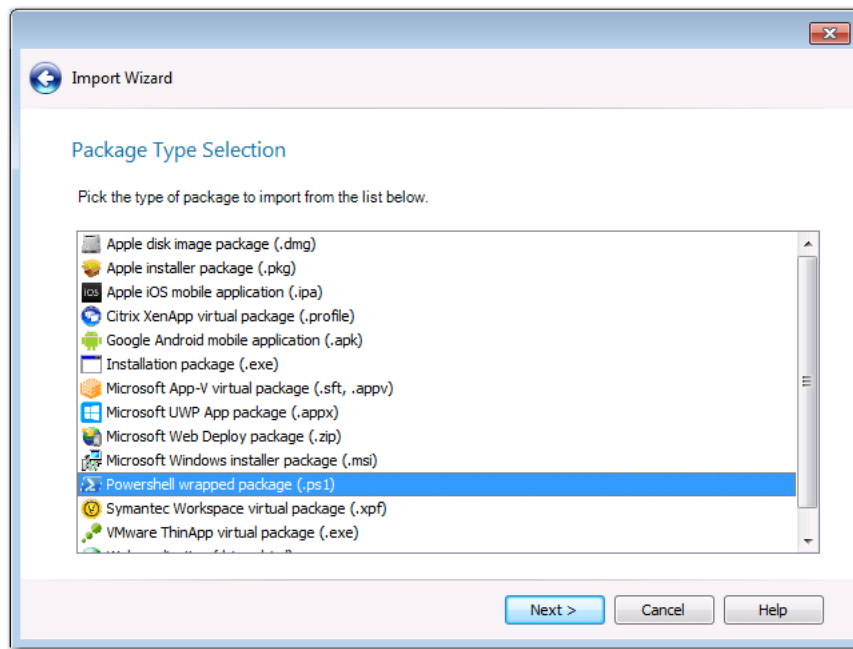 Import Wizard
Package Type Selection
Pick the type of package to import from the list below.
Apple disk image package (.dmg)
Apple installer package (.pkg)
iOS Apple iOS mobile application (.ipa)
Citrix XenApp virtual package (.profile)
Google Android mobile application (.apk)
Installation package (.exe)
Microsoft App-V virtual package (.sft, .appv)
Microsoft UWP App package (.appx)
Microsoft Web Deploy package (.zip)
Microsoft Windows installer package (.msi)
Powershell wrapped package (.ps1)
Symantec Workspace virtual package (.xpf)
VMware ThinApp virtual package (.exe)
Next > Cancel Help